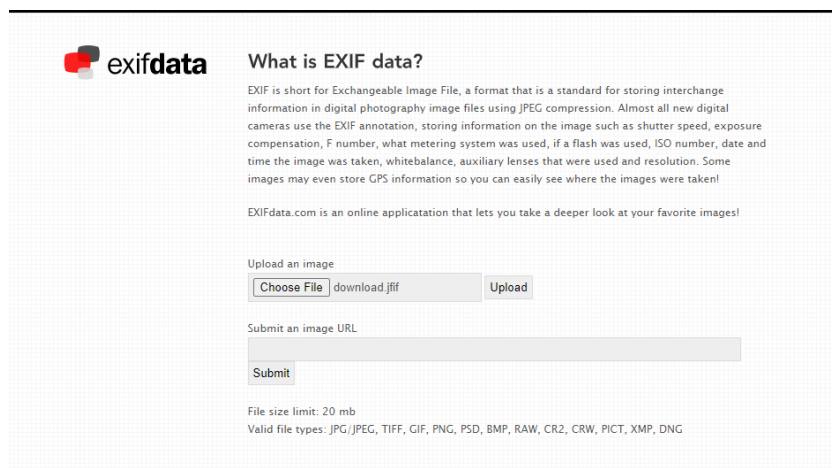 exifdata
What is EXIF data?
EXIF is short for Exchangeable Image File, a format that is a standard for storing interchange
information in digital photography image files using JPEG compression. Almost all new digital
cameras use the EXIF annotation, storing information on the image such as shutter speed, exposure
compensation, F number, what metering system was used, if a flash was used, ISO number, date and
time the image was taken, whitebalance, auxiliary lenses that were used and resolution. Some
images may even store GPS information so you can easily see where the images were taken!
EXIFdata.com is an online applicatation that lets you take a deeper look at your favorite images!
Upload an image
Choose File download.jfif Upload
Submit an image URL
Submit
File size limit: 20 mb
Valid file types: JPG/JPEG, TIFF, GIF, PNG, PSD, BMP, RAW, CR2, CRW, PICT, XMP, DNG